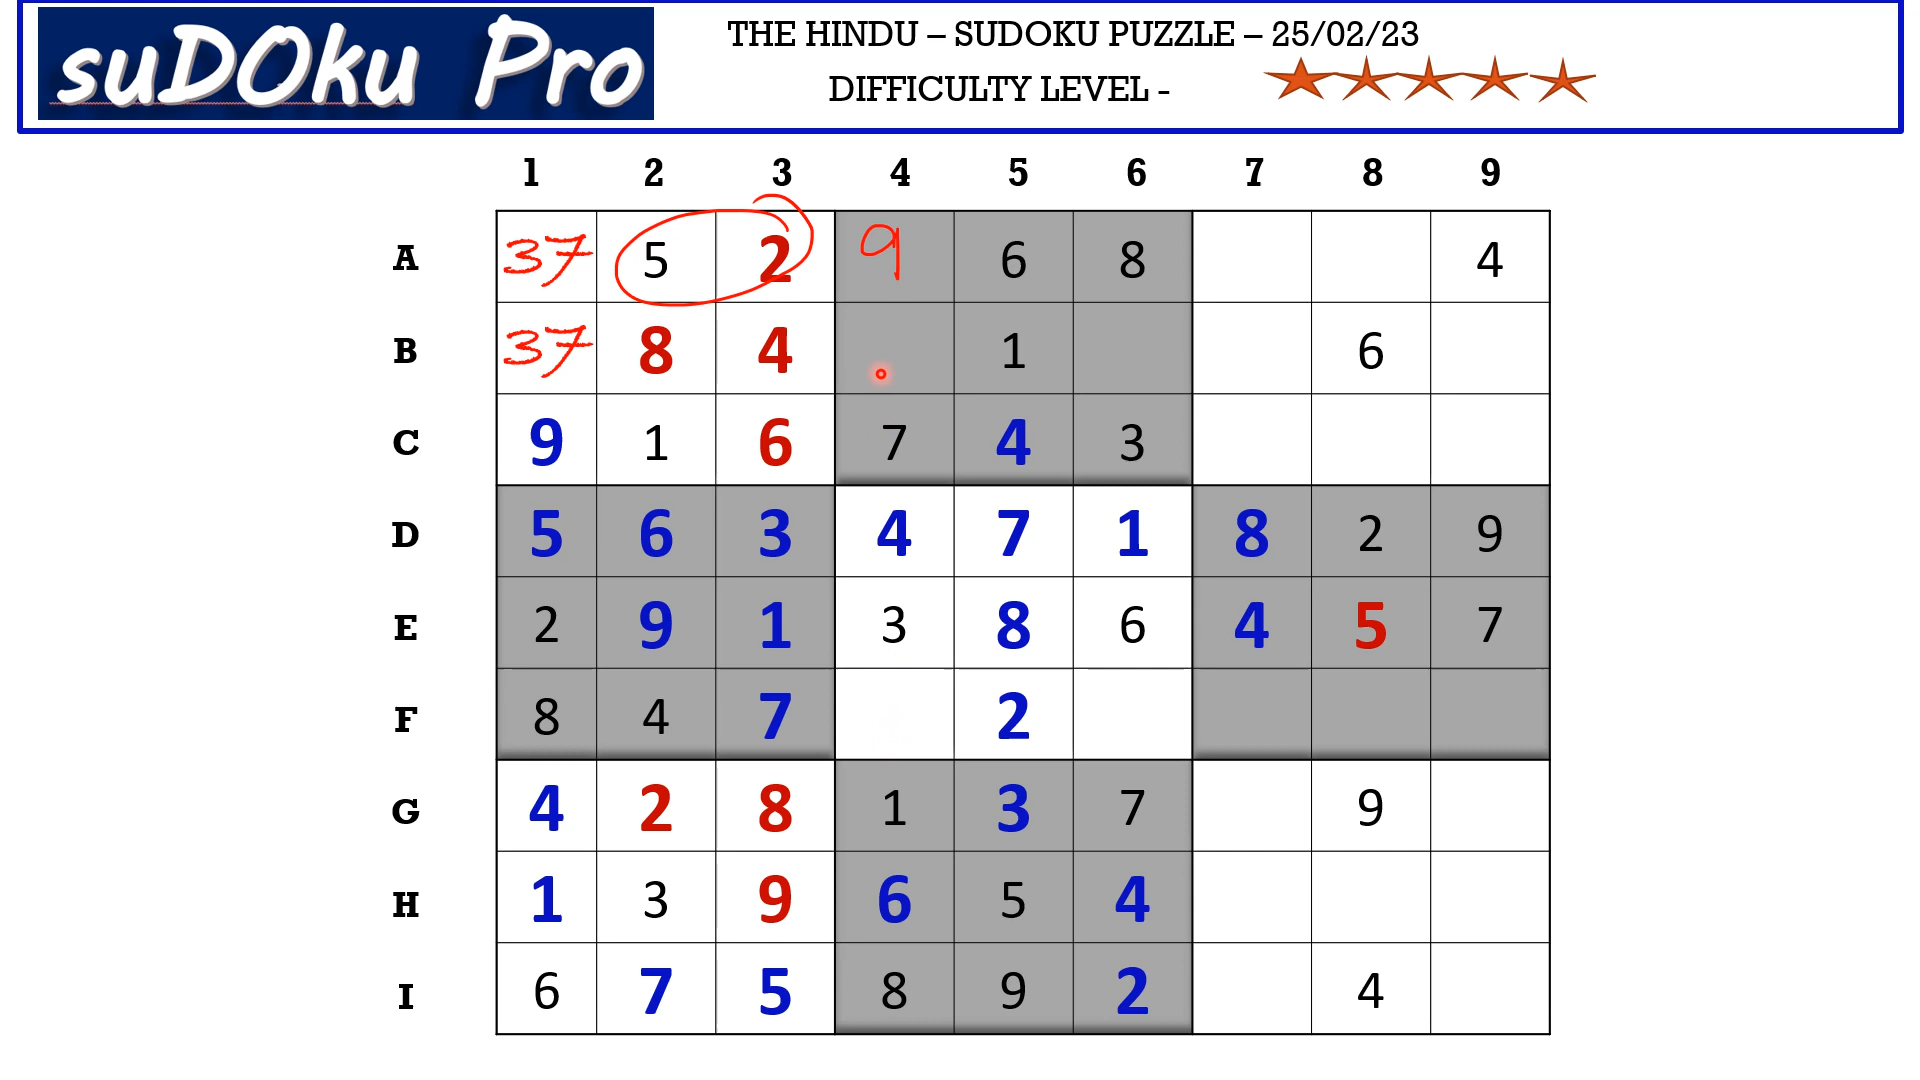 suDOku Pro
THE HINDU – SUDOKU PUZZLE – 25/02/23
DIFFICULTY LEVEL -
1 2 3 4 5 6 7 8 9
A 37 5 2 9 6 8 4
B 37 8 4 1 6
C 9 1 6 7 4 3
D 5 6 3 4 7 1 8 2 9
E 2 9 1 3 8 6 4 5 7
F 8 4 7 2
G 4 2 8 1 3 7 9
H 1 3 9 6 5 4
I 6 7 5 8 9 2 4